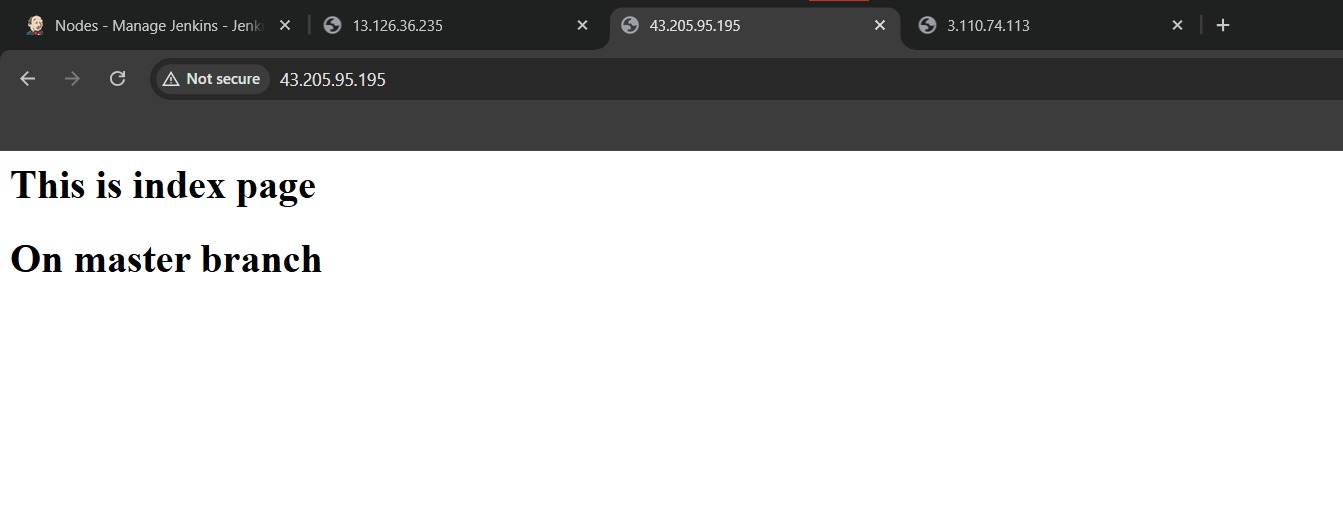 Nodes - Manage Jenkins - Jenki
13.126.36.235
43.205.95.195
3.110.74.113
Not secure
43.205.95.195
This is index page
On master branch